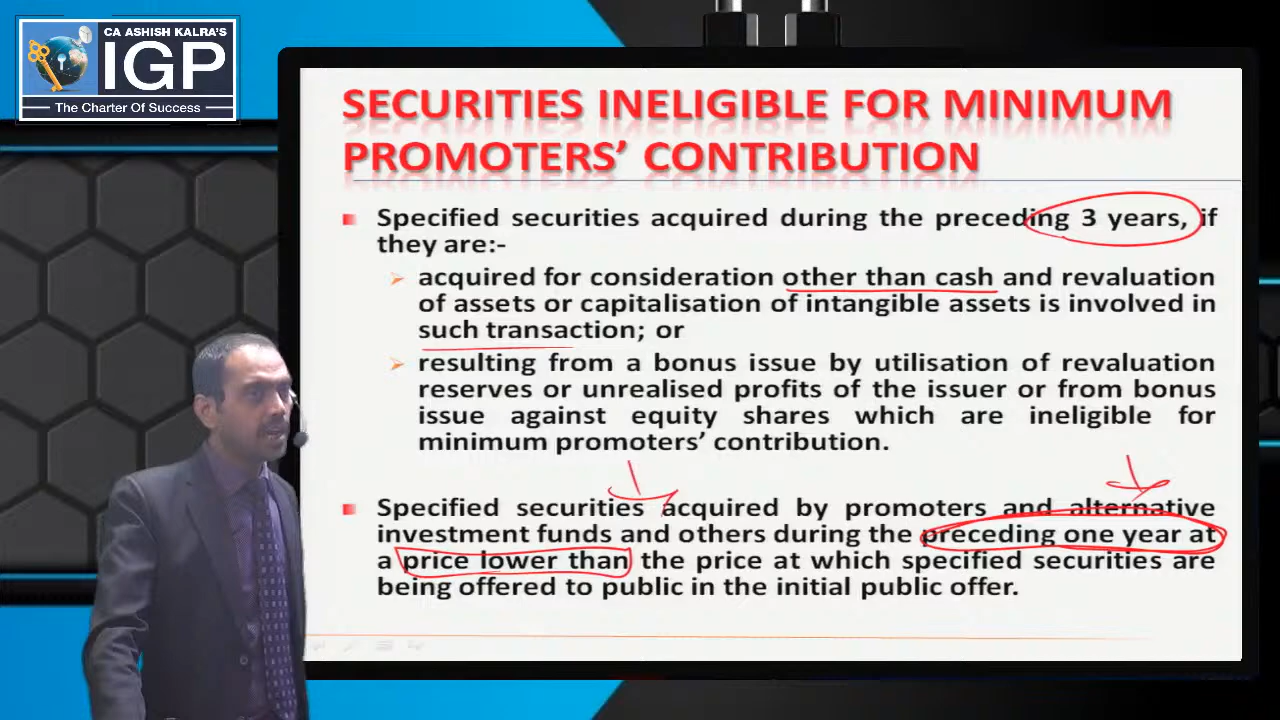 CA ASHISH KALRA'S
IGP
The Charter Of Success
SECURITIES INELIGIBLE FOR MINIMUM
PROMOTERS' CONTRIBUTION
Specified securities acquired during the preceding 3 years, if
they are:-
acquired for consideration other than cash and revaluation
of assets or capitalisation of intangible assets is involved in
such transaction; or
resulting from a bonus issue by utilisation of revaluation
reserves or unrealised profits of the issuer or from bonus
issue against equity shares which are ineligible for
minimum promoters' contribution.
Specified securities acquired by promoters and alternative
investment funds and others during the preceding one year at
a price lower than the price at which specified securities are
being offered to public in the initial public offer.